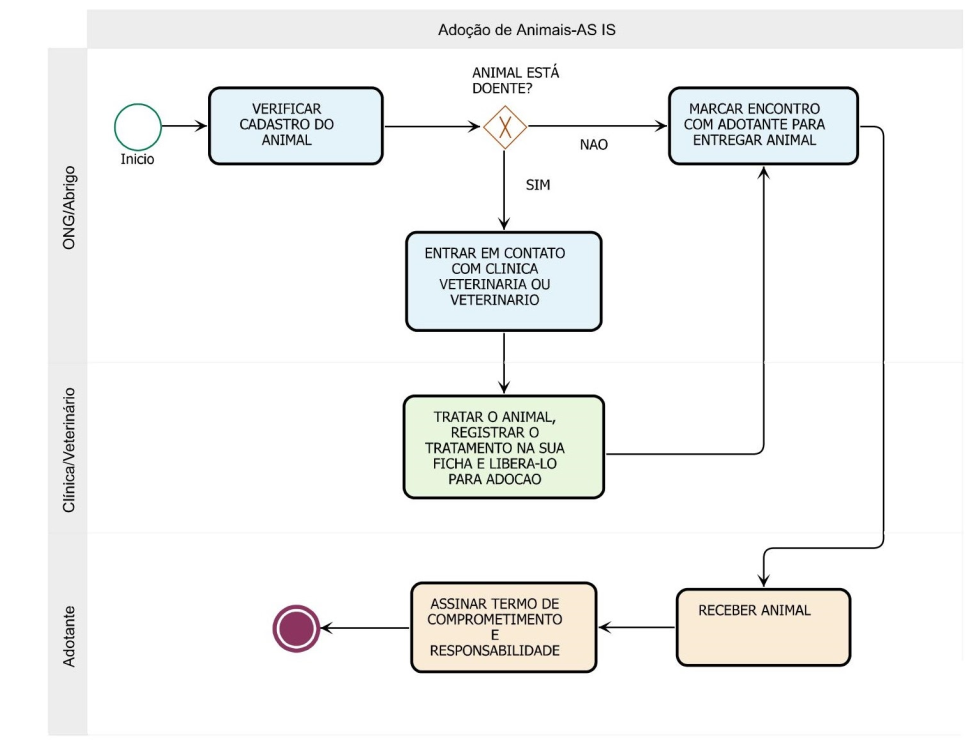 Adoção de Animais-AS IS
ONG/Abrigo
Inicio
VERIFICAR
CADASTRO DO
ANIMAL
ANIMAL ESTÁ
DOENTE?
X
NAO
SIM
MARCAR ENCONTRO
COM ADOTANTE PARA
ENTREGAR ANIMAL
ENTRAR EM CONTATO
COM CLINICA
VETERINARIA OU
VETERINARIO
Clínica/Veterinário
TRATAR O ANIMAL,
REGISTRAR O
TRATAMENTO NA SUA
FICHA E LIBERA-LO
PARA ADOCAO
Adotante
RECEBER ANIMAL
ASSINAR TERMO DE
COMPROMETIMENTO
E
RESPONSABILIDADE